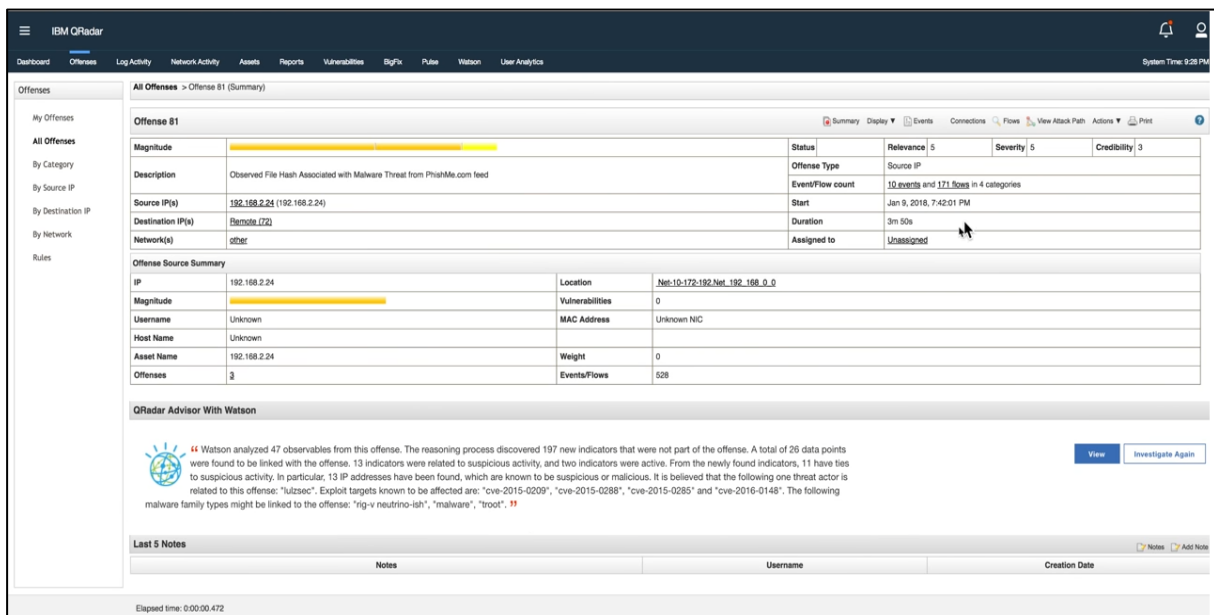 IBM QRadar
Dashboard Offenses Log Activity Network Activity Assets Reports Vulnerabilities BigFix Pulse Watson User Analytics System Time: 9:28 PM
Offenses
My Offenses
All Offenses
By Category
By Source IP
By Destination IP
By Network
Rules
All Offenses > Offense 81 (Summary)
Offense 81 Summary Display ▼ Events Connections Flows View Attack Path Actions ▼ Print
Magnitude Status Relevance 5 Severity 5 Credibility 3
Description Observed File Hash Associated with Malware Threat from PhishMe.com feed Offense Type Source IP
Event/Flow count 10 events and 171 flows in 4 categories
Source IP(s) 192.168.2.24 (192.168.2.24) Start Jan 9, 2018, 7:42:01 PM
Destination IP(s) Remote (72) Duration 3m 50s
Network(s) other Assigned to Unassigned
Offense Source Summary
IP 192.168.2.24 Location Net-10-172-192.Net_192_168_0_0
Magnitude Vulnerabilities 0
Username Unknown MAC Address Unknown NIC
Host Name Unknown
Asset Name 192.168.2.24 Weight 0
Offenses 3 Events/Flows 528
QRadar Advisor With Watson
“ Watson analyzed 47 observables from this offense. The reasoning process discovered 197 new indicators that were not part of the offense. A total of 26 data points
were found to be linked with the offense. 13 indicators were related to suspicious activity, and two indicators were active. From the newly found indicators, 11 have ties
to suspicious activity. In particular, 13 IP addresses have been found, which are known to be suspicious or malicious. It is believed that the following one threat actor is
related to this offense: "lulzsec". Exploit targets known to be affected are: "cve-2015-0209", "cve-2015-0288", "cve-2015-0285" and "cve-2016-0148". The following
malware family types might be linked to the offense: "rig-v neutrino-ish", "malware", "troot". ”
View Investigate Again
Last 5 Notes Notes Add Note
Notes Username Creation Date
Elapsed time: 0:00:00.472